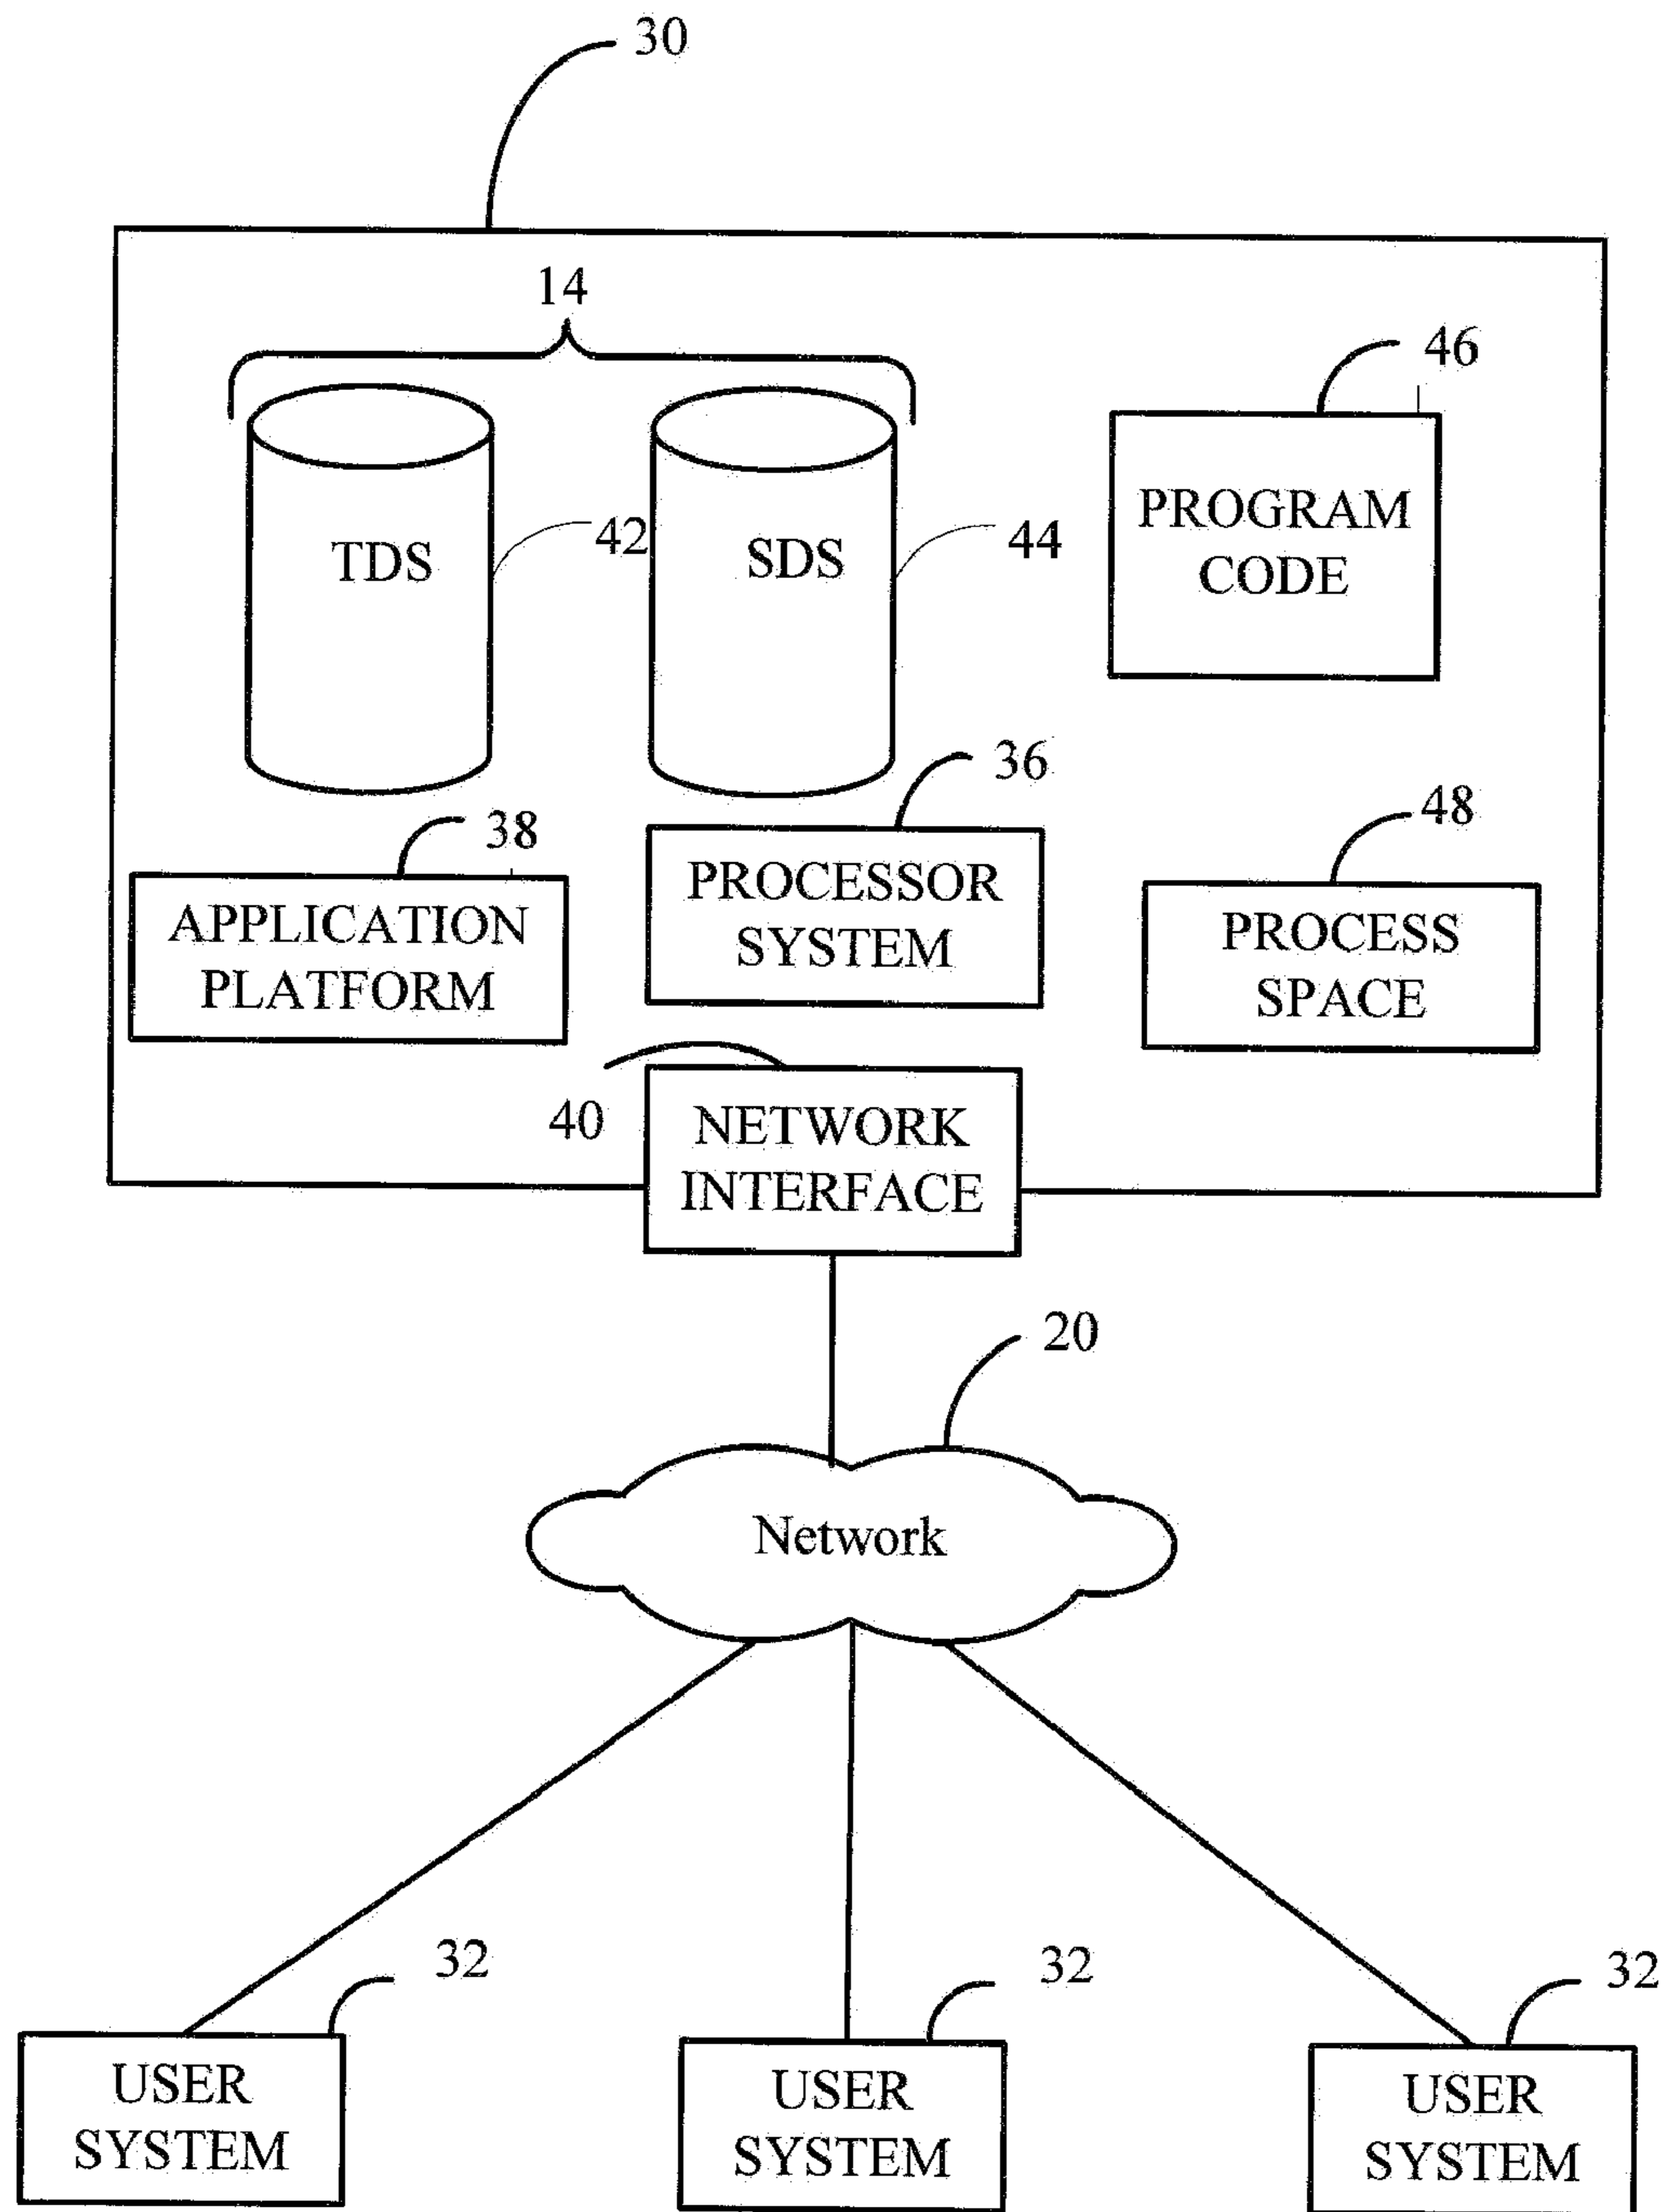 30
14
46
TDS
42
SDS
44
PROGRAM
CODE
36
38
48
PROCESSOR
SYSTEM
APPLICATION
PLATFORM
PROCESS
SPACE
40
NETWORK
INTERFACE
20
Network
32
32
32
USER
SYSTEM
USER
SYSTEM
USER
SYSTEM